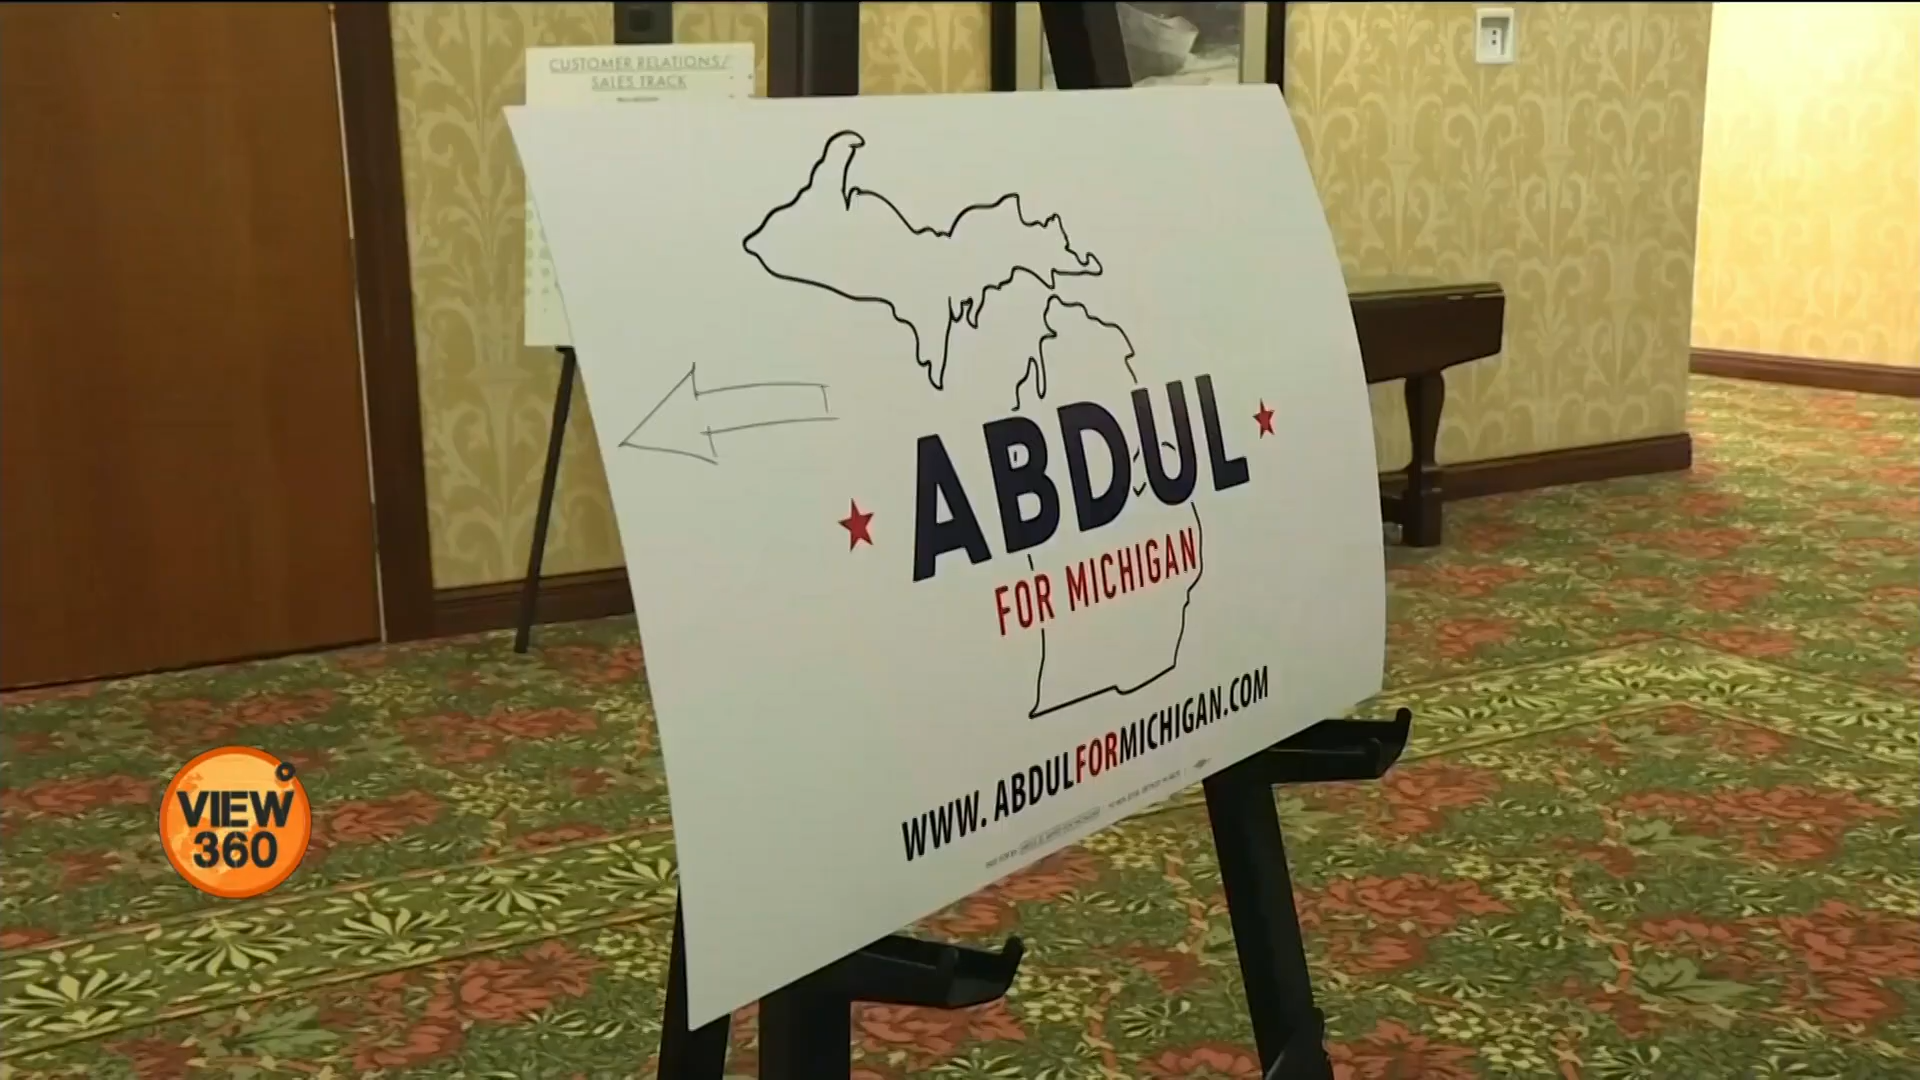 CUSTOMER RELATIONS/
SALES TRACK
ABDUL
FOR MICHIGAN
WWW. ABDULFORMICHIGAN.COM
VIEW
360°